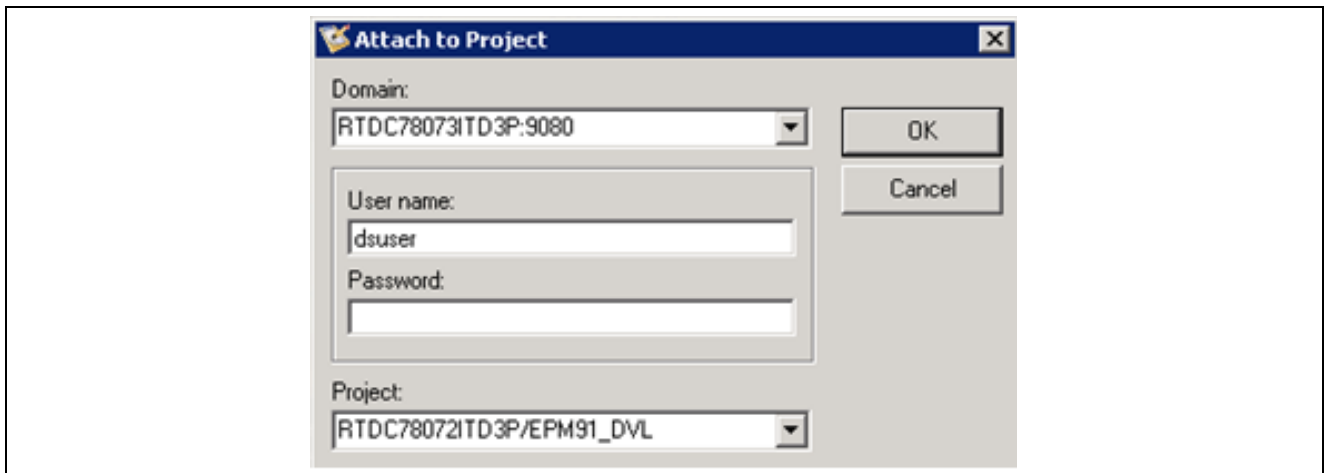 Attach to Project
Domain:
RTDC78073ITD3P:9080
OK
Cancel
User name:
dsuser
Password:
Project:
RTDC78072ITD3P/EPM91_DVL